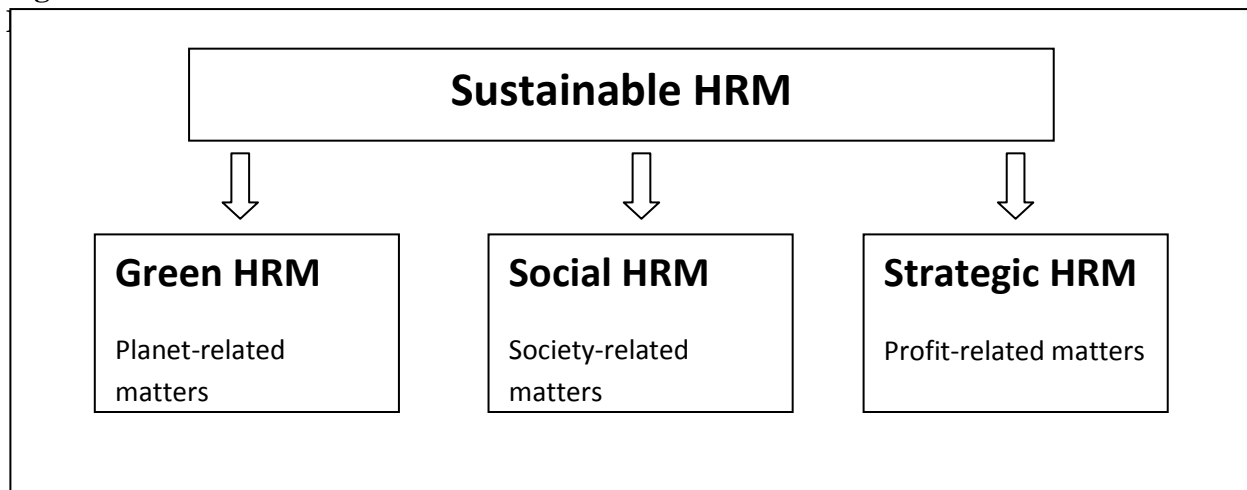 Sustainable HRM
Green HRM
Planet-related
matters
Social HRM
Society-related
matters
Strategic HRM
Profit-related matters